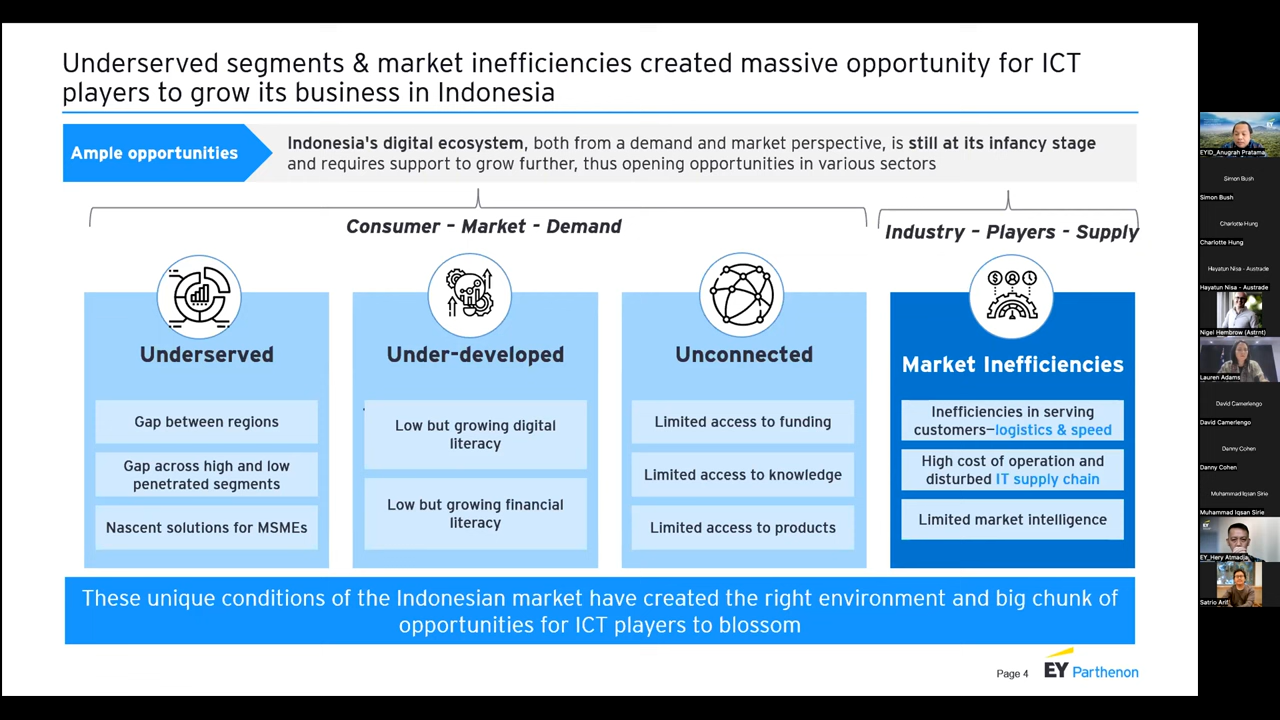 Underserved segments & market inefficiencies created massive opportunity for ICT
players to grow its business in Indonesia
Ample opportunities
Indonesia's digital ecosystem, both from a demand and market perspective, is still at its infancy stage
and requires support to grow further, thus opening opportunities in various sectors
Consumer – Market - Demand
Industry – Players - Supply
Underserved
Gap between regions
Gap across high and low
penetrated segments
Nascent solutions for MSMEs
Under-developed
Low but growing digital
literacy
Low but growing financial
literacy
Unconnected
Limited access to funding
Limited access to knowledge
Limited access to products
Market Inefficiencies
Inefficiencies in serving
customers—logistics & speed
High cost of operation and
disturbed IT supply chain
Limited market intelligence
These unique conditions of the Indonesian market have created the right environment and big chunk of
opportunities for ICT players to blossom
Page 4
EY Parthenon
EY
EYID_Anugrah Pratama
Simon Bush
Simon Bush
Charlotte Hung
Charlotte Hung
Hayatun Nisa - Austrade
Hayatun Nisa - Austrade
Nigel Hembrow (Astrnt)
Lauren Adams
David Camerlengo
David Camerlengo
Danny Cohen
Danny Cohen
Muhammad Iqsan Sirie
Muhammad Iqsan Sirie
EY
EY_Hery Atmadja
Satrio Arif